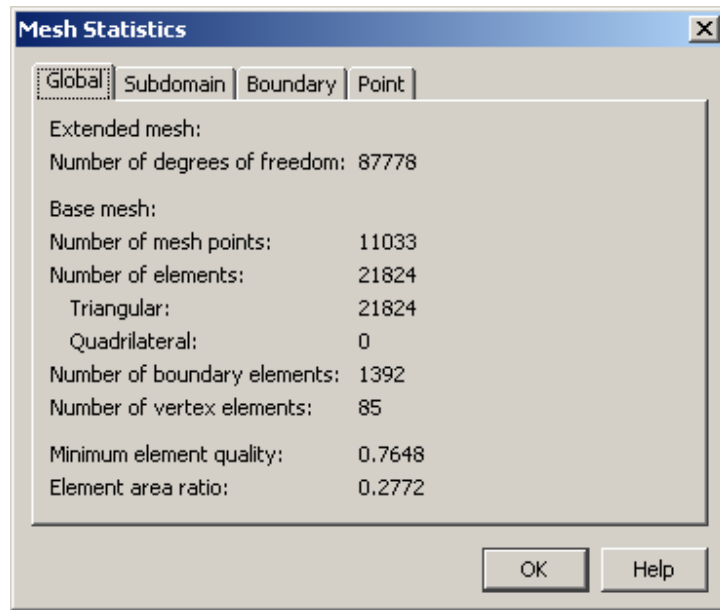 Mesh Statistics
Global Subdomain Boundary Point
Extended mesh:
Number of degrees of freedom: 87778
Base mesh:
Number of mesh points: 11033
Number of elements: 21824
Triangular: 21824
Quadrilateral: 0
Number of boundary elements: 1392
Number of vertex elements: 85
Minimum element quality: 0.7648
Element area ratio: 0.2772
OK Help